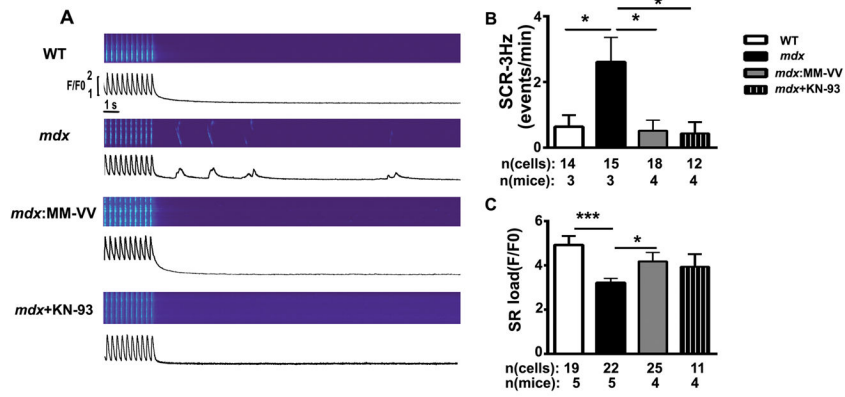 A
WT
F/F0
2
1
1 s
mdx
mdx:MM-VV
mdx+KN-93
B
SCR-3Hz
(events/min)
4
2
0
*
*
*
n(cells): 14 15 18 12
n(mice): 3 3 4 4
WT
mdx
mdx:MM-VV
mdx+KN-93
C
SR load(F/F0)
6
4
2
0
***
*
n(cells): 19 22 25 11
n(mice): 5 5 4 4